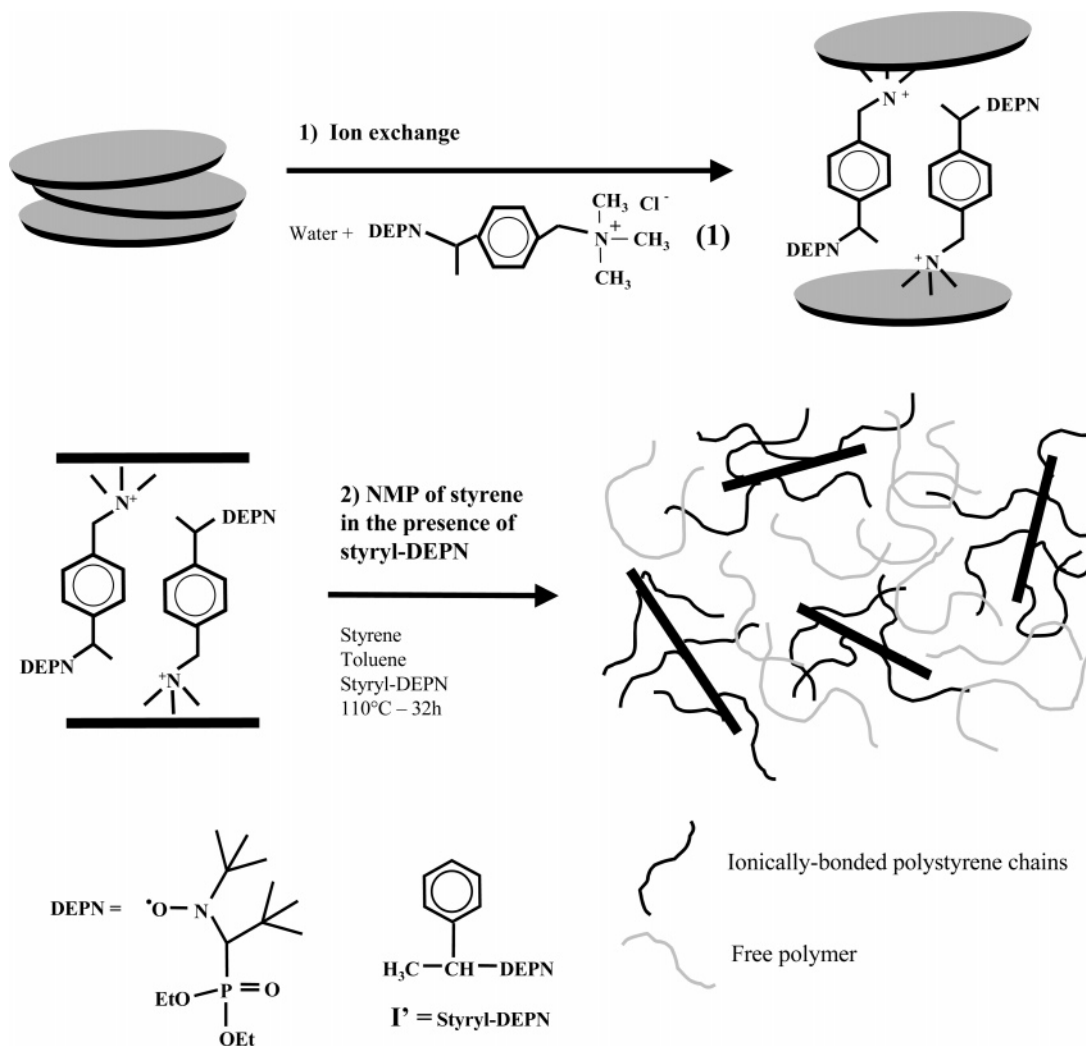 1) Ion exchange
Water +
DEPN
CH₃ Cl⁻
N⁺
CH₃
CH₃
(1)
N⁺
DEPN
DEPN
⁺N
N⁺
DEPN
DEPN
⁺N
2) NMP of styrene
in the presence of
styryl-DEPN
Styrene
Toluene
Styryl-DEPN
110°C – 32h
DEPN =
•O
N
EtO
P
O
OEt
H₃C
CH
DEPN
I' = Styryl-DEPN
Ionically-bonded polystyrene chains
Free polymer